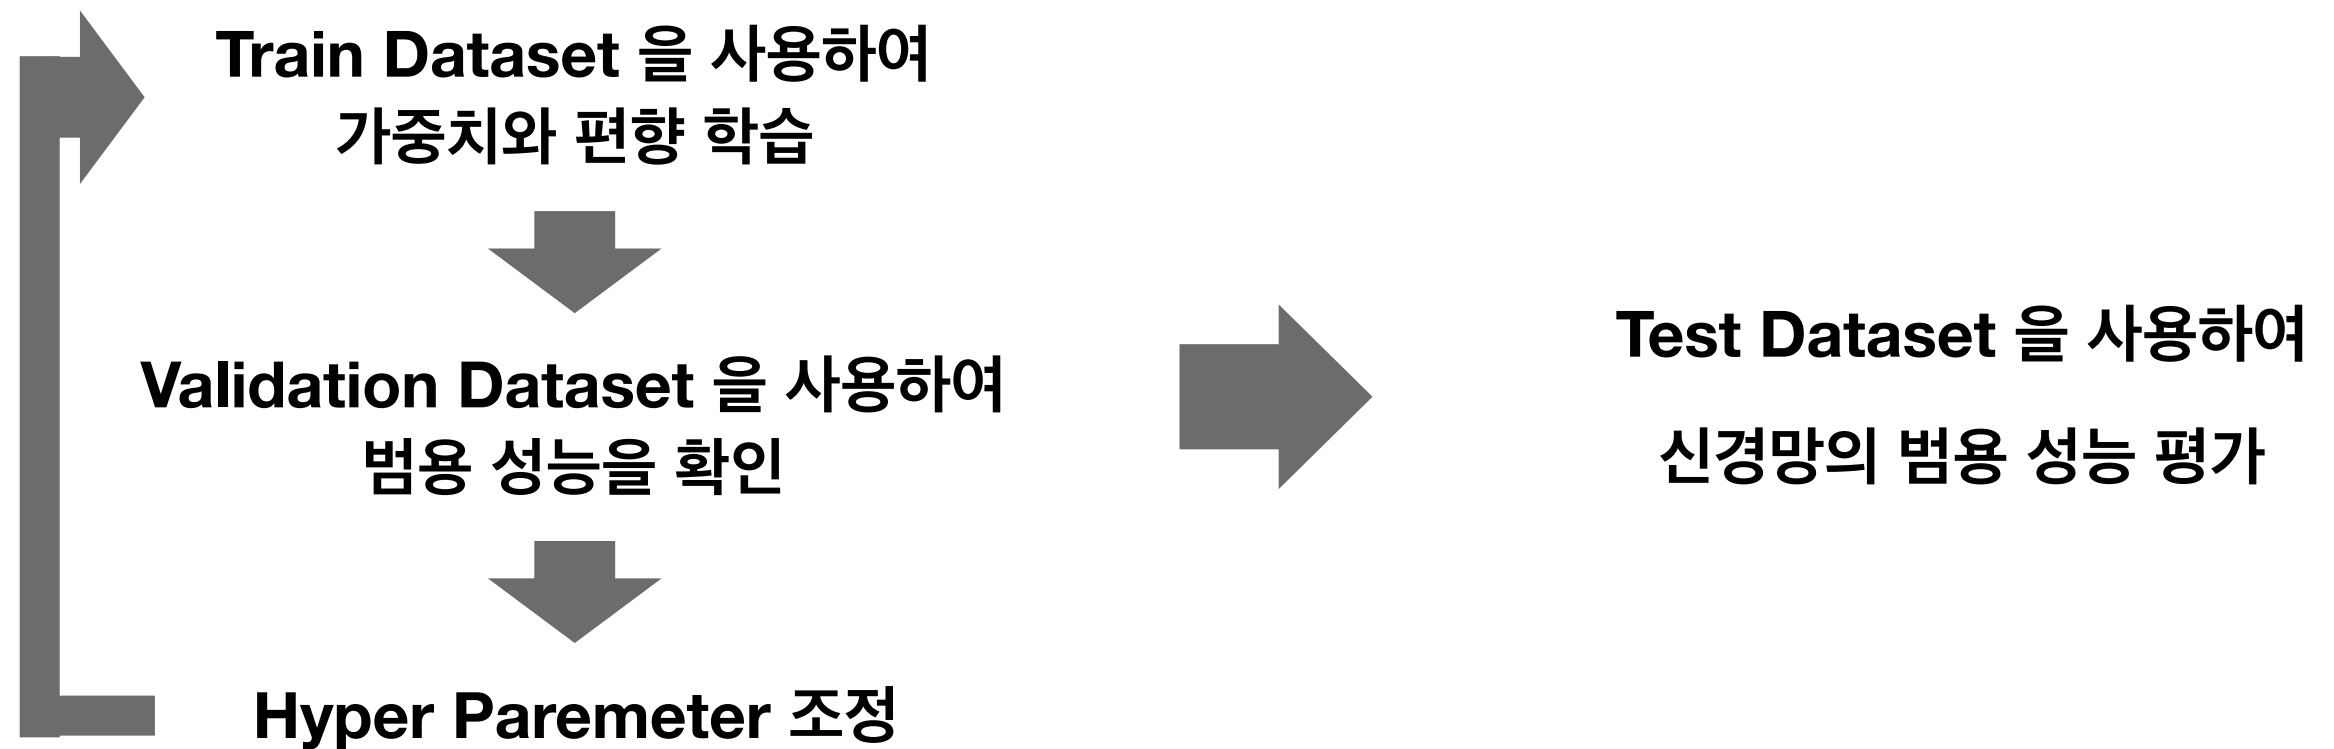 Train Dataset 을 사용하여
가중치와 편향 학습
Validation Dataset 을 사용하여
범용 성능을 확인
Hyper Paremeter 조정
Test Dataset 을 사용하여
신경망의 범용 성능 평가